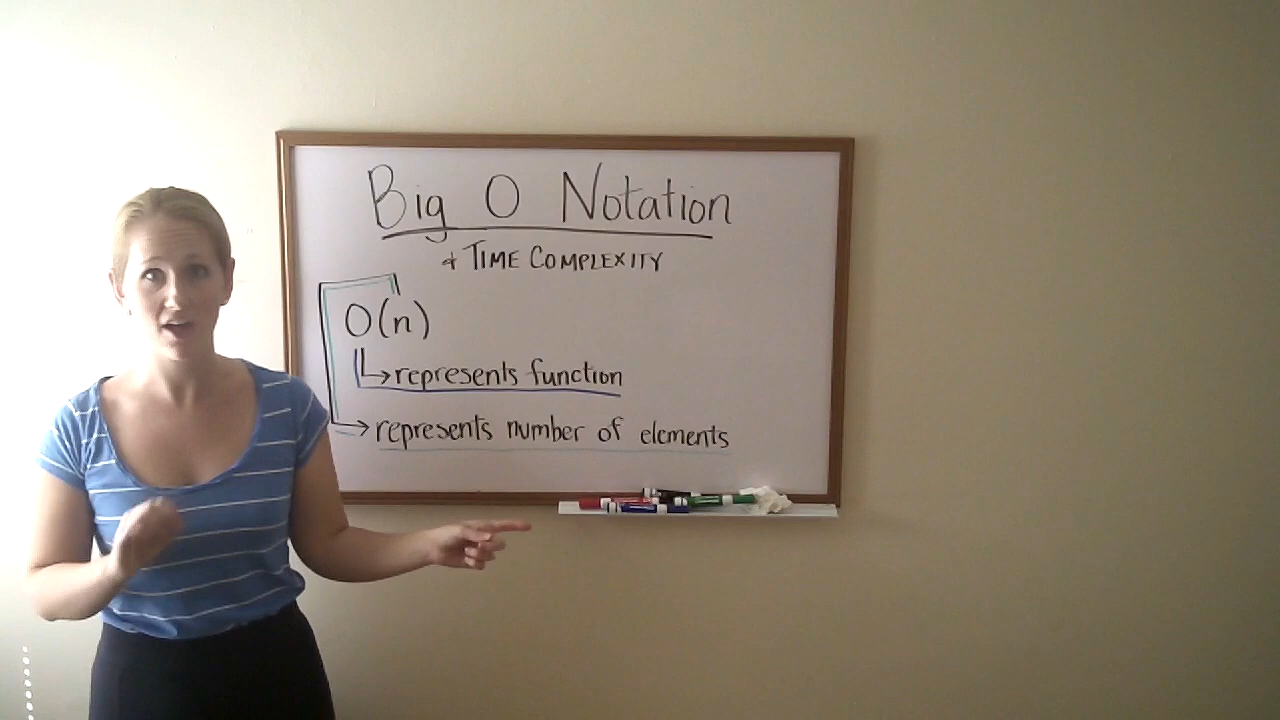 Big O Notation
& TIME COMPLEXITY
O(n)
represents function
represents number of elements